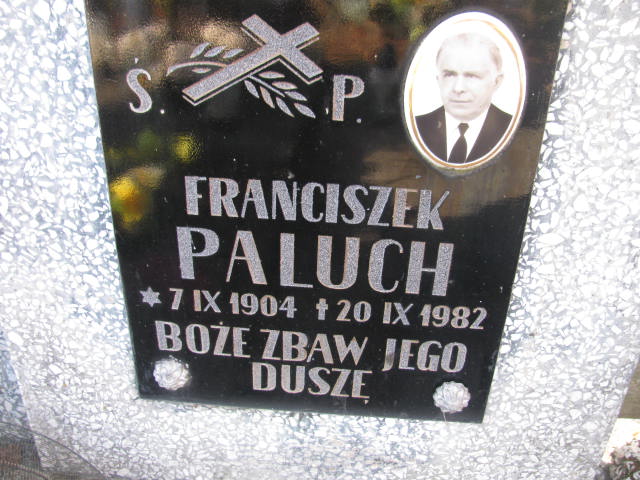 Ś. P.
FRANCISZEK
PALUCH
* 7 IX 1904 ✝ 20 IX 1982
BOŻE ZBAW JEGO
DUSZĘ